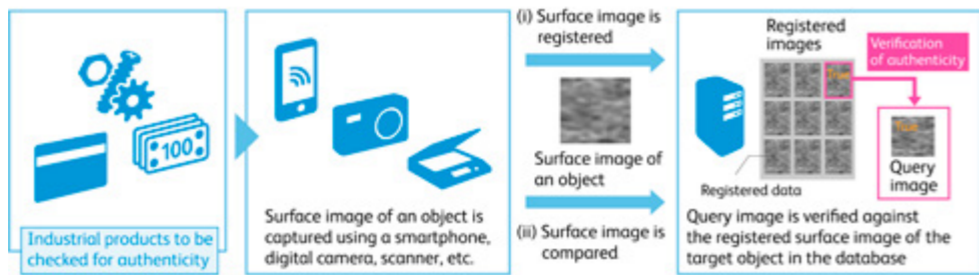 100
Industrial products to be
checked for authenticity
Surface image of an object is
captured using a smartphone,
digital camera, scanner, etc.
(i) Surface image is
registered
Surface image of
an object
(ii) Surface image is
compared
Registered
images
Verification
of authenticity
True
True
Query
image
Registered data
Query image is verified against
the registered surface image of the
target object in the database